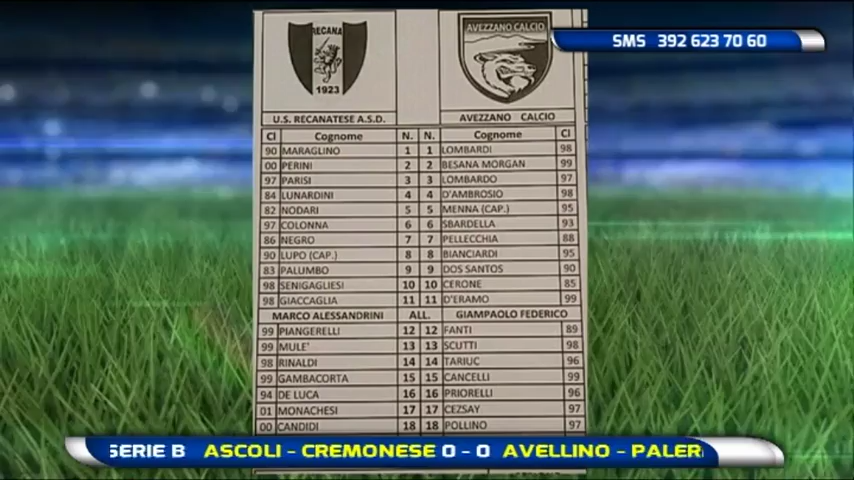 SMS 392 623 70 60
RECANA
1923
AVEZZANO CALCIO
U.S. RECANATESE A.S.D.
AVEZZANO CALCIO
Cl Cognome N. N. Cognome Cl
90 MARAGLINO 1 1 LOMBARDI 98
00 PERINI 2 2 BESANA MORGAN 99
97 PARISI 3 3 LOMBARDO 97
84 LUNARDINI 4 4 D'AMBROSIO 98
82 NODARI 5 5 MENNA (CAP.) 95
97 COLONNA 6 6 SBARDELLA 93
86 NEGRO 7 7 PELLECCHIA 88
90 LUPO (CAP.) 8 8 BIANCIARDI 95
83 PALUMBO 9 9 DOS SANTOS 90
98 SENIGAGLIESI 10 10 CERONE 85
98 GIACCAGLIA 11 11 D'ERAMO 99
MARCO ALESSANDRINI ALL. GIAMPAOLO FEDERICO
99 PIANGERELLI 12 12 FANTI 89
99 MULE' 13 13 SCUTTI 98
98 RINALDI 14 14 TARIUC 96
99 GAMBACORTA 15 15 CANCELLI 99
94 DE LUCA 16 16 PRIORELLI 96
01 MONACHESI 17 17 CEZSAY 97
00 CANDIDI 18 18 POLLINO 97
SERIE B ASCOLI - CREMONESE 0 - 0 AVELLINO - PALER